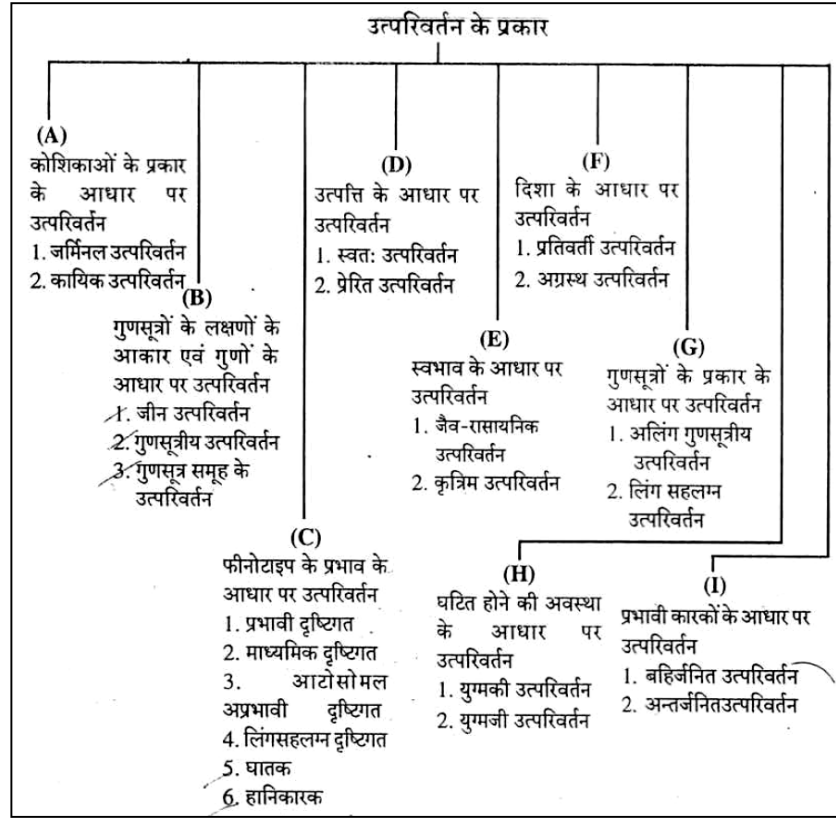 उत्परिवर्तन के प्रकार
(A)
कोशिकाओं के प्रकार
के आधार पर
उत्परिवर्तन
1. जर्मिनल उत्परिवर्तन
2. कायिक उत्परिवर्तन
(B)
गुणसूत्रों के लक्षणों के
आकार एवं गुणों के
आधार पर उत्परिवर्तन
1. जीन उत्परिवर्तन
2. गुणसूत्रीय उत्परिवर्तन
3. गुणसूत्र समूह के
उत्परिवर्तन
(C)
फीनोटाइप के प्रभाव के
आधार पर उत्परिवर्तन
1. प्रभावी दृष्टिगत
2. माध्यमिक दृष्टिगत
3. आटोसोमल
अप्रभावी दृष्टिगत
4. लिंगसहलग्न दृष्टिगत
5. घातक
6. हानिकारक
(D)
उत्पत्ति के आधार पर
उत्परिवर्तन
1. स्वतः उत्परिवर्तन
2. प्रेरित उत्परिवर्तन
(E)
स्वभाव के आधार पर
उत्परिवर्तन
1. जैव-रासायनिक
उत्परिवर्तन
2. कृत्रिम उत्परिवर्तन
(F)
दिशा के आधार पर
उत्परिवर्तन
1. प्रतिवर्ती उत्परिवर्तन
2. अग्रस्थ उत्परिवर्तन
(G)
गुणसूत्रों के प्रकार के
आधार पर उत्परिवर्तन
1. अलिंग गुणसूत्रीय
उत्परिवर्तन
2. लिंग सहलग्न
उत्परिवर्तन
(H)
घटित होने की अवस्था
के आधार पर
उत्परिवर्तन
1. युग्मकी उत्परिवर्तन
2. युग्मजी उत्परिवर्तन
(I)
प्रभावी कारकों के आधार पर
उत्परिवर्तन
1. बहिर्जनित उत्परिवर्तन
2. अन्तर्जनितउत्परिवर्तन